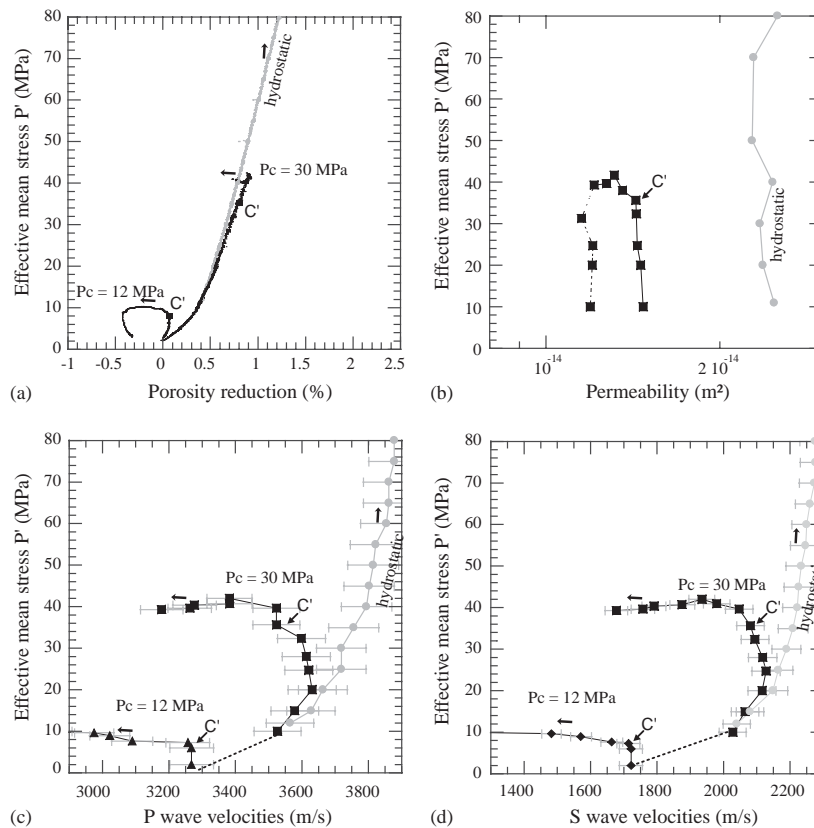 80
70
60
50
40
30
20
10
0
Effective mean stress P' (MPa)
hydrostatic
Pc = 30 MPa
C'
Pc = 12 MPa
C'
-1 -0.5 0 0.5 1 1.5 2 2.5
(a) Porosity reduction (%)
80
70
60
50
40
30
20
10
0
Effective mean stress P' (MPa)
C'
hydrostatic
10⁻¹⁴ 2 10⁻¹⁴
(b) Permeability (m²)
80
70
60
50
40
30
20
10
0
Effective mean stress P' (MPa)
hydrostatic
Pc = 30 MPa
C'
Pc = 12 MPa
C'
3000 3200 3400 3600 3800
(c) P wave velocities (m/s)
80
70
60
50
40
30
20
10
0
Effective mean stress P' (MPa)
hydrostatic
Pc = 30 MPa
C'
Pc = 12 MPa
C'
1400 1600 1800 2000 2200
(d) S wave velocities (m/s)